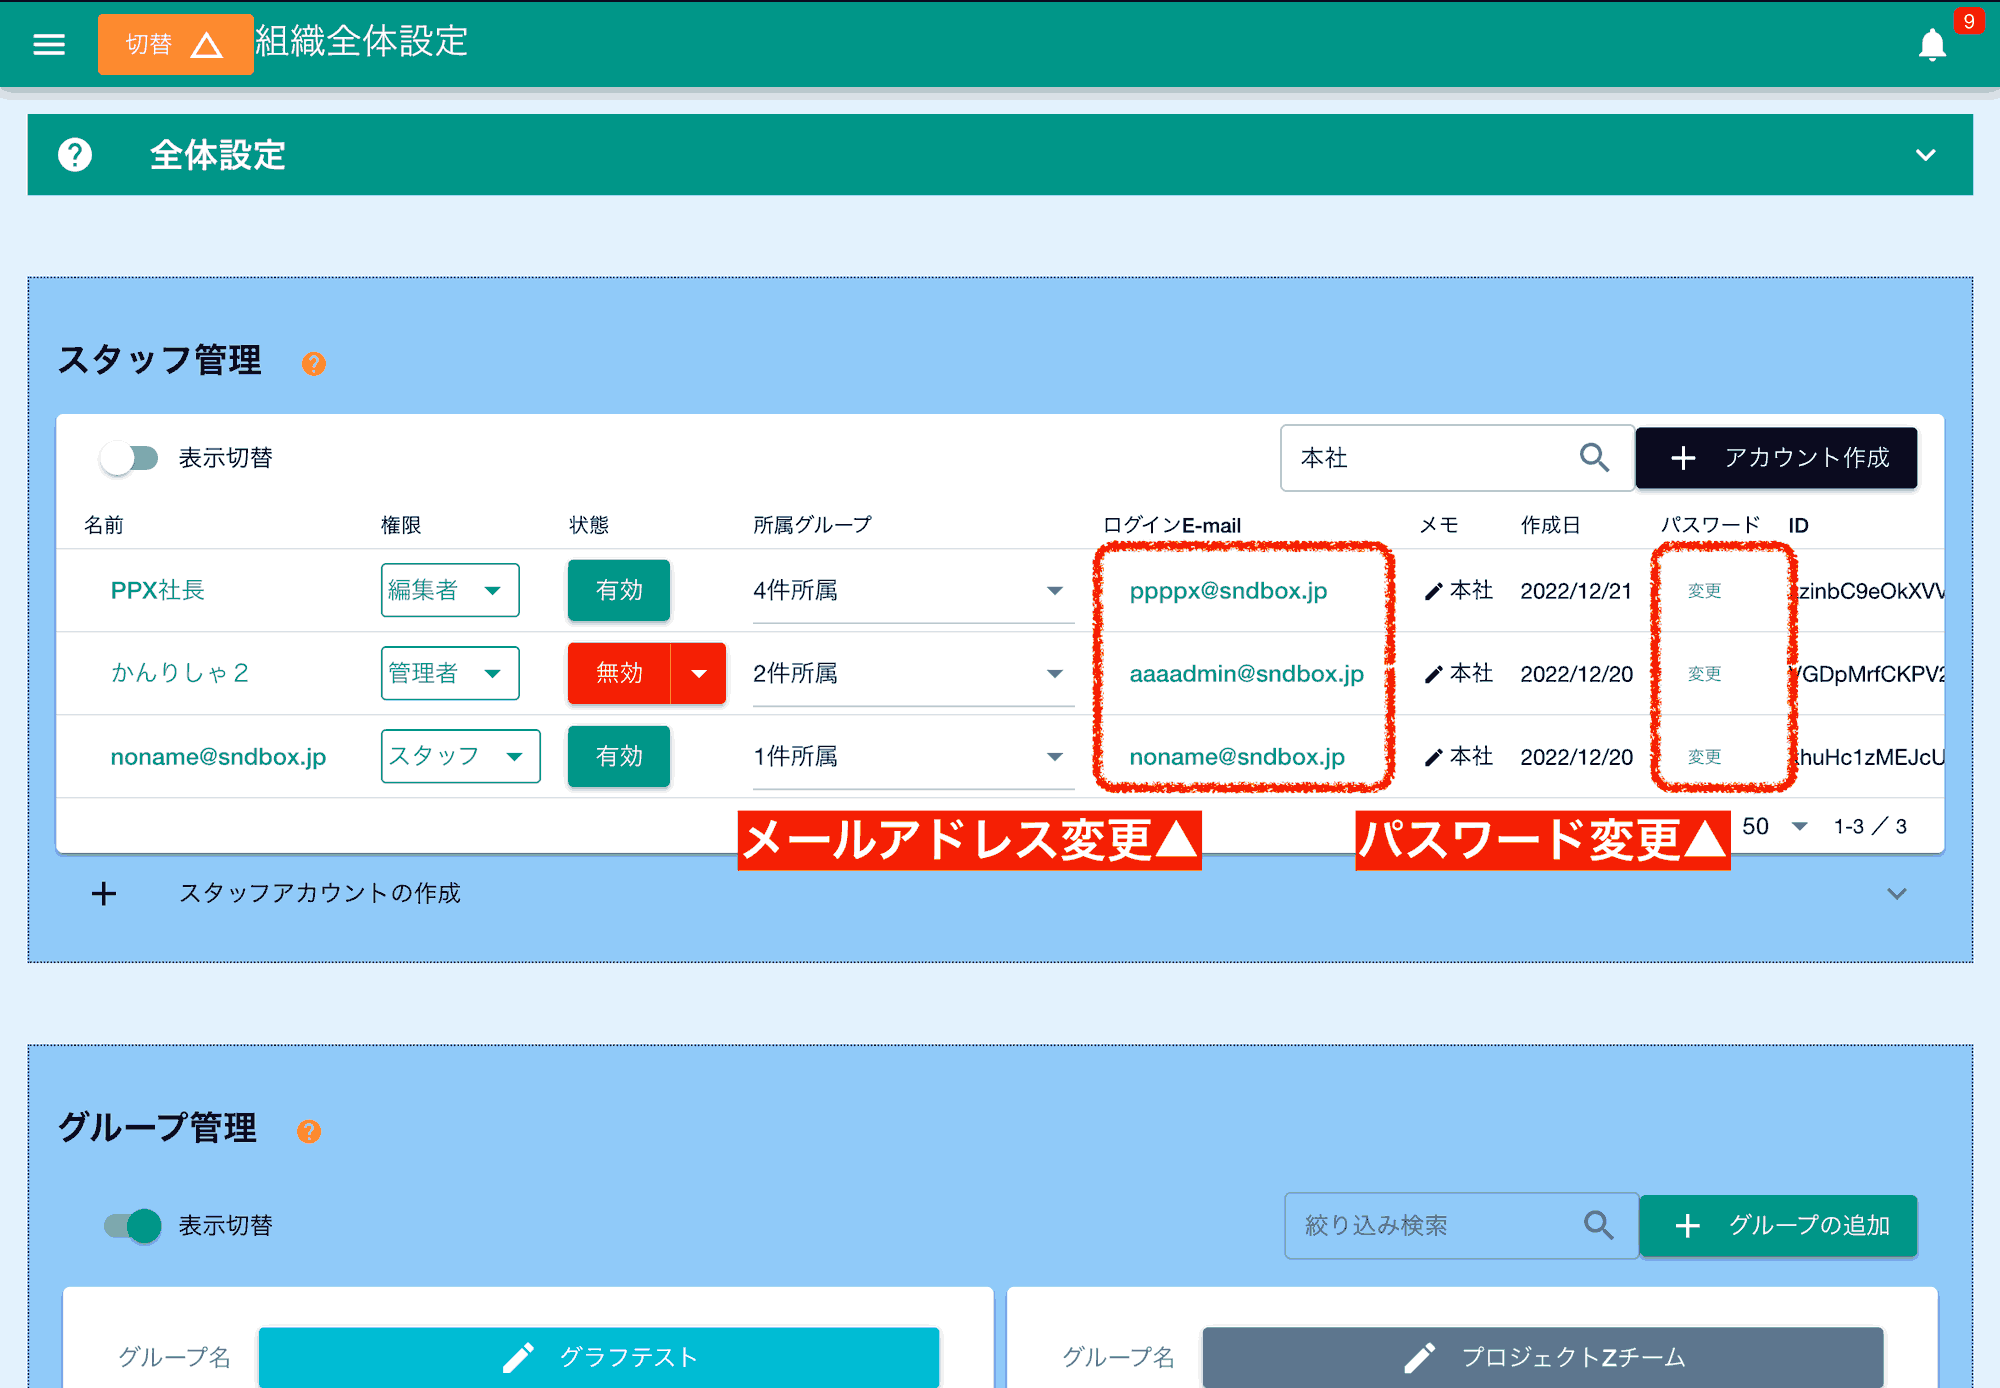 切替 組織全体設定 9
全体設定
スタッフ管理
表示切替 本社 アカウント作成
名前 権限 状態 所属グループ ログインE-mail メモ 作成日 パスワード ID
PPX社長 編集者 有効 4件所属 ppppx@sndbox.jp 本社 2022/12/21 変更 zinbC9eOkXV
かんりしゃ２ 管理者 無効 2件所属 aaaadmin@sndbox.jp 本社 2022/12/20 変更 GDpMrfCKPV2
noname@sndbox.jp スタッフ 有効 1件所属 noname@sndbox.jp 本社 2022/12/20 変更 huHc1zMEJcU
メールアドレス変更▲ パスワード変更▲ 50 1-3 ／ 3
スタッフアカウントの作成
グループ管理
表示切替 絞り込み検索 グループの追加
グループ名 グラフテスト グループ名 プロジェクトZチーム